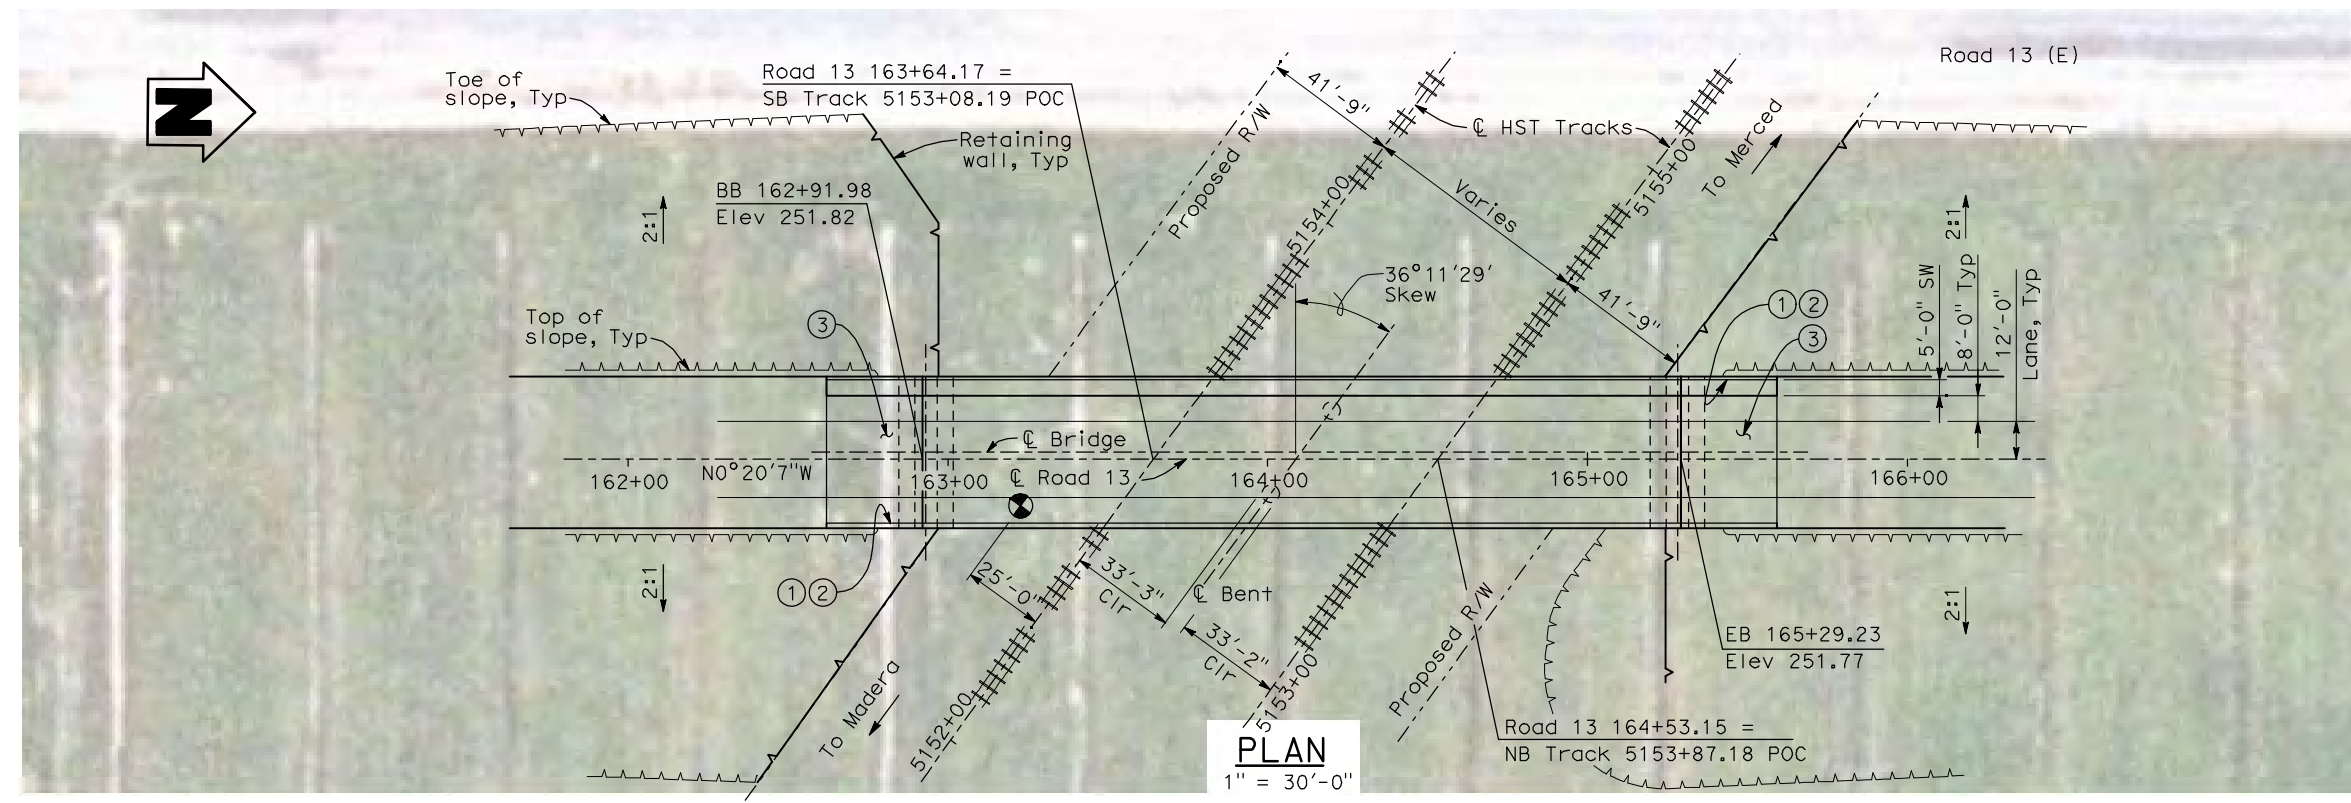 Road 13 (E)
N
Toe of
slope, Typ
Road 13 163+64.17 =
SB Track 5153+08.19 POC
Retaining
wall, Typ
BB 162+91.98
Elev 251.82
2:1
Proposed R/W
41'-9"
℄ HST Tracks
5154+00
Varies
5155+00
To Merced
2:1
36°11'29'
Skew
41'-9"
① ②
③
5'-0" SW
8'-0" Typ
12'-0"
Lane, Typ
Top of
slope, Typ
③
℄ Bridge
N0°20'7"W
℄ Road 13
162+00
163+00
164+00
165+00
166+00
① ②
2:1
25'-0"
33'-3"
Clr
℄ Bent
33'-2"
Clr
Proposed R/W
2:1
EB 165+29.23
Elev 251.77
To Madera
5152+00
5153+00
Road 13 164+53.15 =
NB Track 5153+87.18 POC
PLAN
1" = 30'-0"